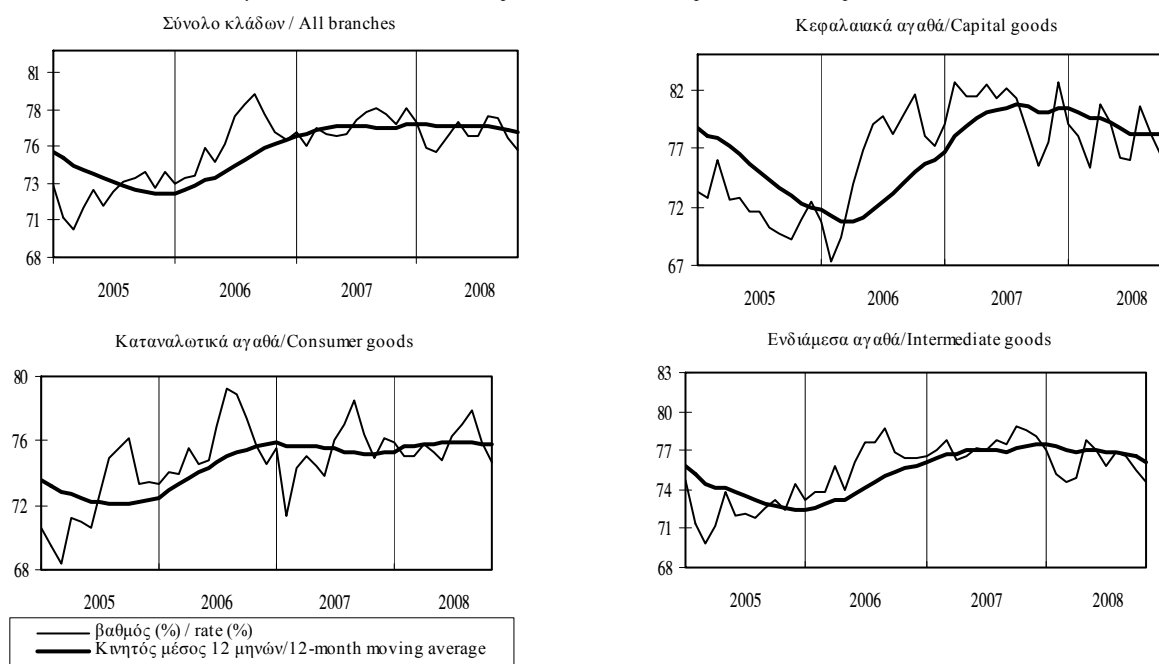 Σύνολο κλάδων / All branches
81
78
76
73
71
68
2005 2006 2007 2008
Κεφαλαιακά αγαθά/Capital goods
82
77
72
67
2005 2006 2007 2008
Καταναλωτικά αγαθά/Consumer goods
80
76
72
68
2005 2006 2007 2008
Ενδιάμεσα αγαθά/Intermediate goods
83
80
77
74
71
68
2005 2006 2007 2008
βαθμός (%) / rate (%)
Κινητός μέσος 12 μηνών/12-month moving average